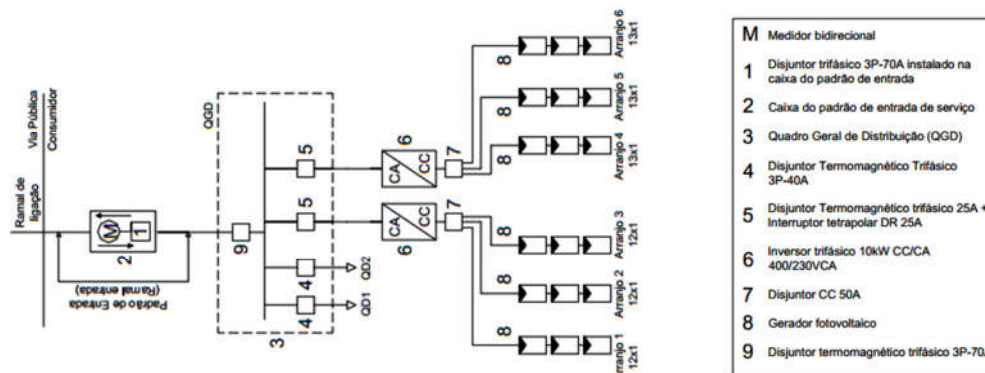 Ramal de
ligação
Via Pública
Consumidor
M
1
2
Padrão de Entrada
(Ramal entrada)
QGD
9
3
4
4
QD1
QD2
5
5
CA
CC
6
CA
CC
6
7
7
8
8
8
8
8
8
Arranjo 1
12x1
Arranjo 2
12x1
Arranjo 3
12x1
Arranjo 4
13x1
Arranjo 5
13x1
Arranjo 6
13x1
M Medidor bidirecional
1 Disjuntor trifásico 3P-70A instalado na
caixa do padrão de entrada
2 Caixa do padrão de entrada de serviço
3 Quadro Geral de Distribuição (QGD)
4 Disjuntor Termomagnético Trifásico
3P-40A
5 Disjuntor Termomagnético trifásico 25A +
Interruptor tetrapolar DR 25A
6 Inversor trifásico 10kW CC/CA
400/230VCA
7 Disjuntor CC 50A
8 Gerador fotovoltaico
9 Disjuntor termomagnético trifásico 3P-70A